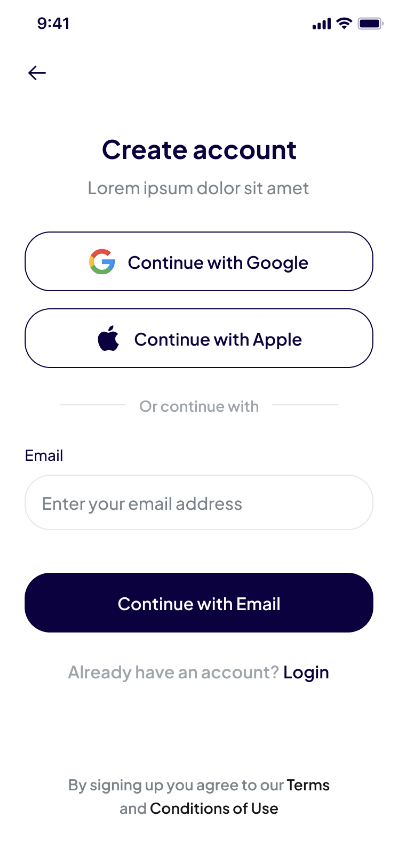 9:41
Create account
Lorem ipsum dolor sit amet
Continue with Google
Continue with Apple
Or continue with
Email
Enter your email address
Continue with Email
Already have an account? Login
By signing up you agree to our Terms
and Conditions of Use